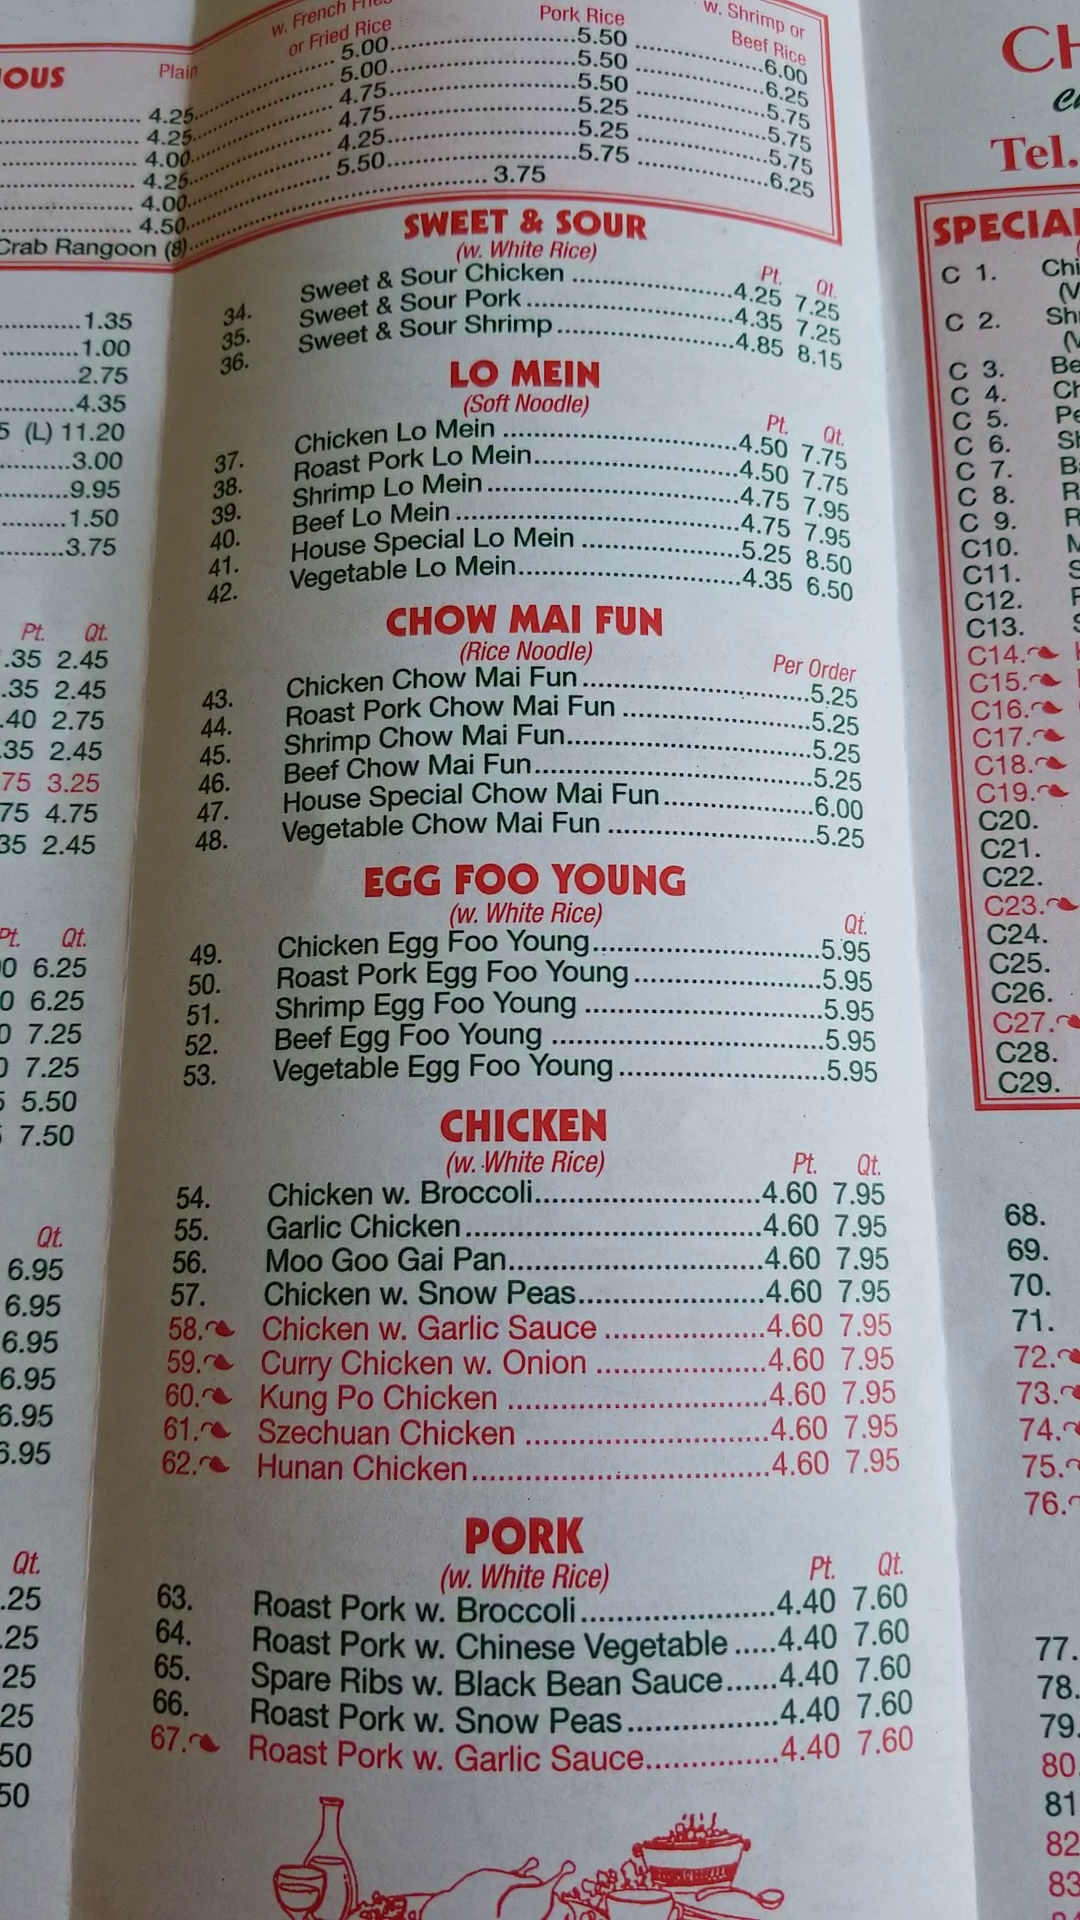 w. French Fries
or Fried Rice
Pork Rice
w. Shrimp or
Beef Rice
Plain
4.25 5.00 5.50 6.00
4.25 5.00 5.50 6.25
4.00 4.75 5.50 5.75
4.25 4.75 5.25 5.75
4.00 4.25 5.25 5.75
4.50 5.50 5.75 6.25
Crab Rangoon (8) 3.75
1.35
1.00
2.75
4.35
(L) 11.20
3.00
9.95
1.50
3.75
Pt. Qt.
.35 2.45
.35 2.45
.40 2.75
.35 2.45
75 3.25
75 4.75
35 2.45
Pt. Qt.
0 6.25
0 6.25
0 7.25
7.25
5.50
7.50
Qt.
6.95
6.95
6.95
6.95
6.95
6.95
Qt.
.25
.25
25
25
50
50
SWEET & SOUR
(w. White Rice)
Pt. Qt.
34. Sweet & Sour Chicken 4.25 7.25
35. Sweet & Sour Pork 4.35 7.25
36. Sweet & Sour Shrimp 4.85 8.15
LO MEIN
(Soft Noodle)
Pt. Qt.
37. Chicken Lo Mein 4.50 7.75
38. Roast Pork Lo Mein 4.50 7.75
39. Shrimp Lo Mein 4.75 7.95
40. Beef Lo Mein 4.75 7.95
41. House Special Lo Mein 5.25 8.50
42. Vegetable Lo Mein 4.35 6.50
CHOW MAI FUN
(Rice Noodle)
Per Order
43. Chicken Chow Mai Fun 5.25
44. Roast Pork Chow Mai Fun 5.25
45. Shrimp Chow Mai Fun 5.25
46. Beef Chow Mai Fun 5.25
47. House Special Chow Mai Fun 6.00
48. Vegetable Chow Mai Fun 5.25
EGG FOO YOUNG
(w. White Rice)
Qt.
49. Chicken Egg Foo Young 5.95
50. Roast Pork Egg Foo Young 5.95
51. Shrimp Egg Foo Young 5.95
52. Beef Egg Foo Young 5.95
53. Vegetable Egg Foo Young 5.95
CHICKEN
(w. White Rice)
Pt. Qt.
54. Chicken w. Broccoli 4.60 7.95
55. Garlic Chicken 4.60 7.95
56. Moo Goo Gai Pan 4.60 7.95
57. Chicken w. Snow Peas 4.60 7.95
58. Chicken w. Garlic Sauce 4.60 7.95
59. Curry Chicken w. Onion 4.60 7.95
60. Kung Po Chicken 4.60 7.95
61. Szechuan Chicken 4.60 7.95
62. Hunan Chicken 4.60 7.95
PORK
(w. White Rice)
Pt. Qt.
63. Roast Pork w. Broccoli 4.40 7.60
64. Roast Pork w. Chinese Vegetable 4.40 7.60
65. Spare Ribs w. Black Bean Sauce 4.40 7.60
66. Roast Pork w. Snow Peas 4.40 7.60
67. Roast Pork w. Garlic Sauce 4.40 7.60
Tel.
C 1.
C 2.
C 3.
C 4.
C 5.
C 6.
C 7.
C 8.
C 9.
C10.
C11.
C12.
C13.
C14.
C15.
C16.
C17.
C18.
C19.
C20.
C21.
C22.
C23.
C24.
C25.
C26.
C27.
C28.
C29.
68.
69.
70.
71.
72.
73.
74.
75.
76.
77.
78.
79.
80
81
82
83